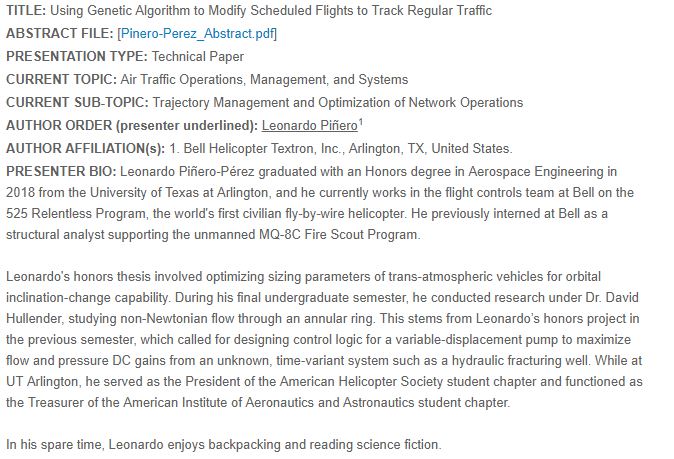 TITLE: Using Genetic Algorithm to Modify Scheduled Flights to Track Regular Traffic
ABSTRACT FILE: [Pinero-Perez_Abstract.pdf]
PRESENTATION TYPE: Technical Paper
CURRENT TOPIC: Air Traffic Operations, Management, and Systems
CURRENT SUB-TOPIC: Trajectory Management and Optimization of Network Operations
AUTHOR ORDER (presenter underlined): Leonardo Piñero¹
AUTHOR AFFILIATION(s): 1. Bell Helicopter Textron, Inc., Arlington, TX, United States.
PRESENTER BIO: Leonardo Piñero-Pérez graduated with an Honors degree in Aerospace Engineering in
2018 from the University of Texas at Arlington, and he currently works in the flight controls team at Bell on the
525 Relentless Program, the world's first civilian fly-by-wire helicopter. He previously interned at Bell as a
structural analyst supporting the unmanned MQ-8C Fire Scout Program.
Leonardo's honors thesis involved optimizing sizing parameters of trans-atmospheric vehicles for orbital
inclination-change capability. During his final undergraduate semester, he conducted research under Dr. David
Hullender, studying non-Newtonian flow through an annular ring. This stems from Leonardo's honors project in
the previous semester, which called for designing control logic for a variable-displacement pump to maximize
flow and pressure DC gains from an unknown, time-variant system such as a hydraulic fracturing well. While at
UT Arlington, he served as the President of the American Helicopter Society student chapter and functioned as
the Treasurer of the American Institute of Aeronautics and Astronautics student chapter.
In his spare time, Leonardo enjoys backpacking and reading science fiction.